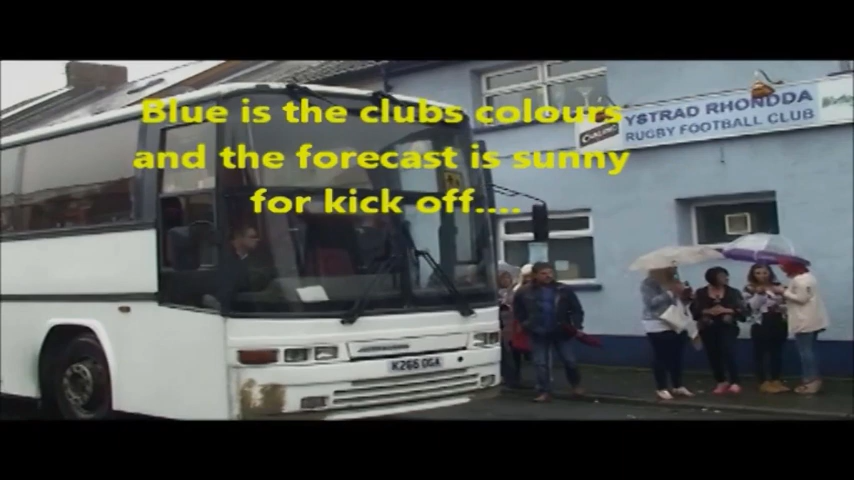 Blue is the clubs colours
and the forecast is sunny
for kick off....
YSTRAD RHONDDA
RUGBY FOOTBALL CLUB
CARLING
K266 OGA